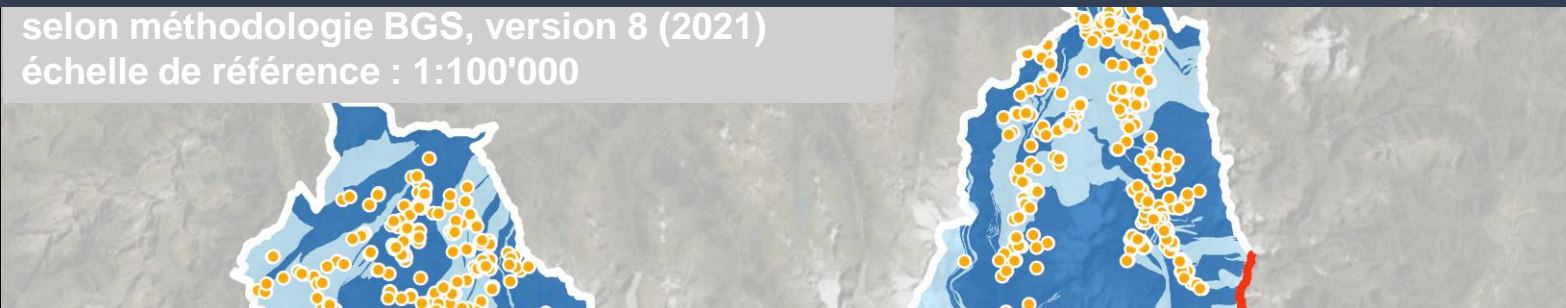 selon méthodologie BGS, version 8 (2021)
échelle de référence : 1:100'000